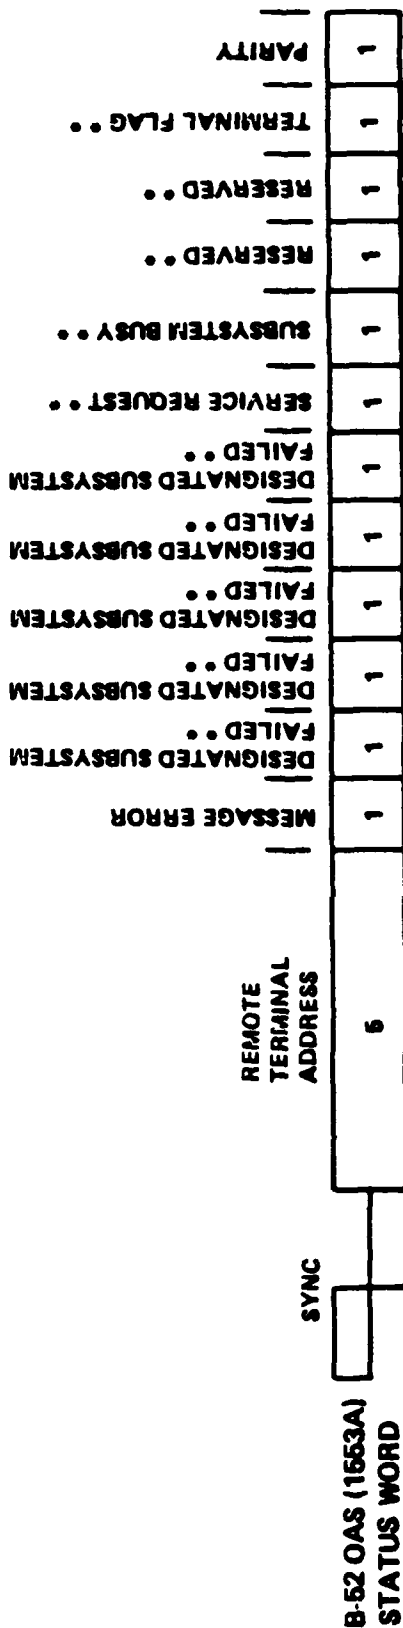 B-52 OAS (1553A)
STATUS WORD
SYNC
REMOTE
TERMINAL
ADDRESS
5
MESSAGE ERROR
1
DESIGNATED SUBSYSTEM
FAILED **
1
DESIGNATED SUBSYSTEM
FAILED **
1
DESIGNATED SUBSYSTEM
FAILED **
1
DESIGNATED SUBSYSTEM
FAILED **
1
DESIGNATED SUBSYSTEM
FAILED **
1
SERVICE REQUEST **
1
SUBSYSTEM BUSY **
1
RESERVED **
1
RESERVED **
1
TERMINAL FLAG **
1
PARITY
1